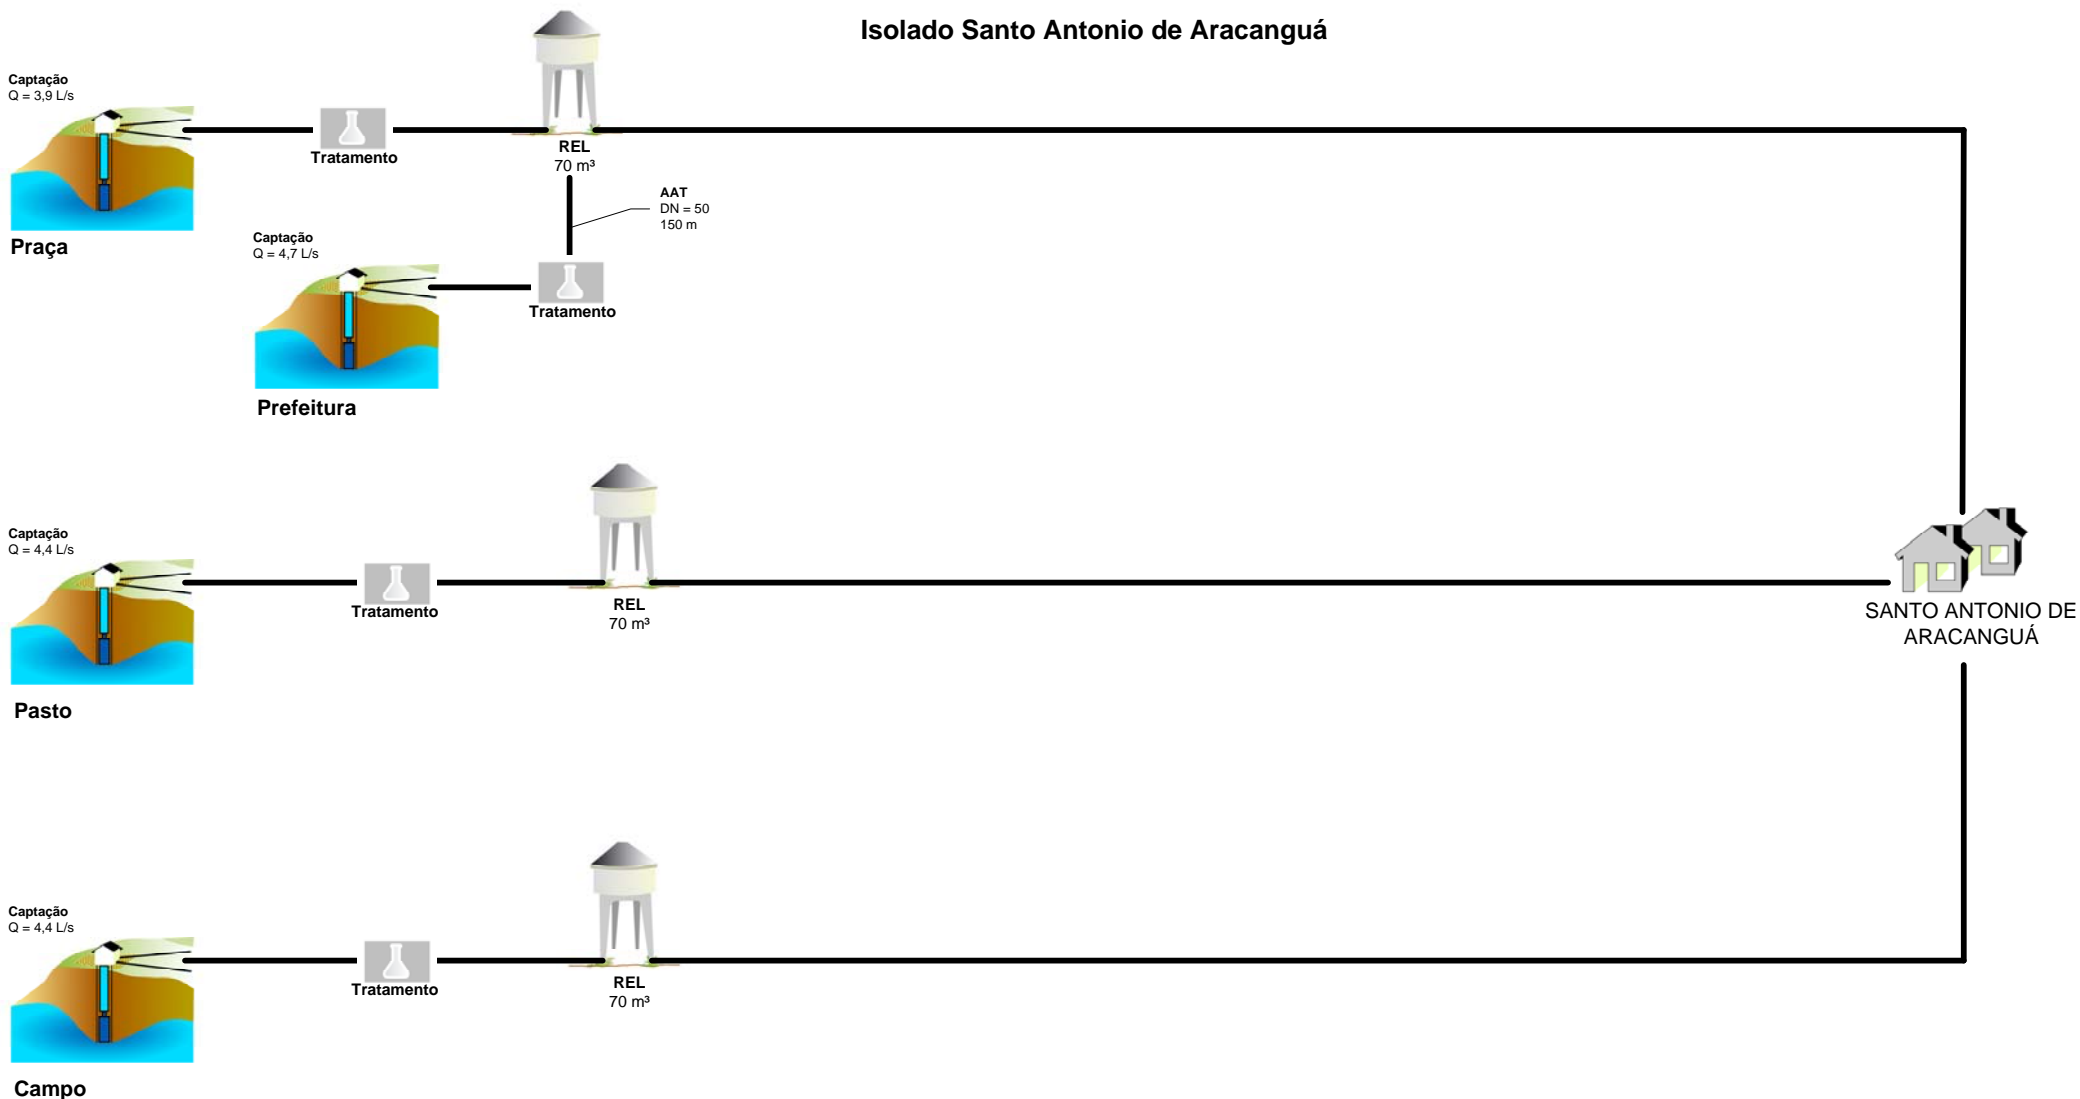 Isolado Santo Antonio de Aracanguá
Captação
Q = 3,9 L/s
Tratamento
REL
70 m³
Praça
AAT
DN = 50
150 m
Captação
Q = 4,7 L/s
Tratamento
Prefeitura
Captação
Q = 4,4 L/s
Tratamento
REL
70 m³
Pasto
SANTO ANTONIO DE
ARACANGUÁ
Captação
Q = 4,4 L/s
Tratamento
REL
70 m³
Campo